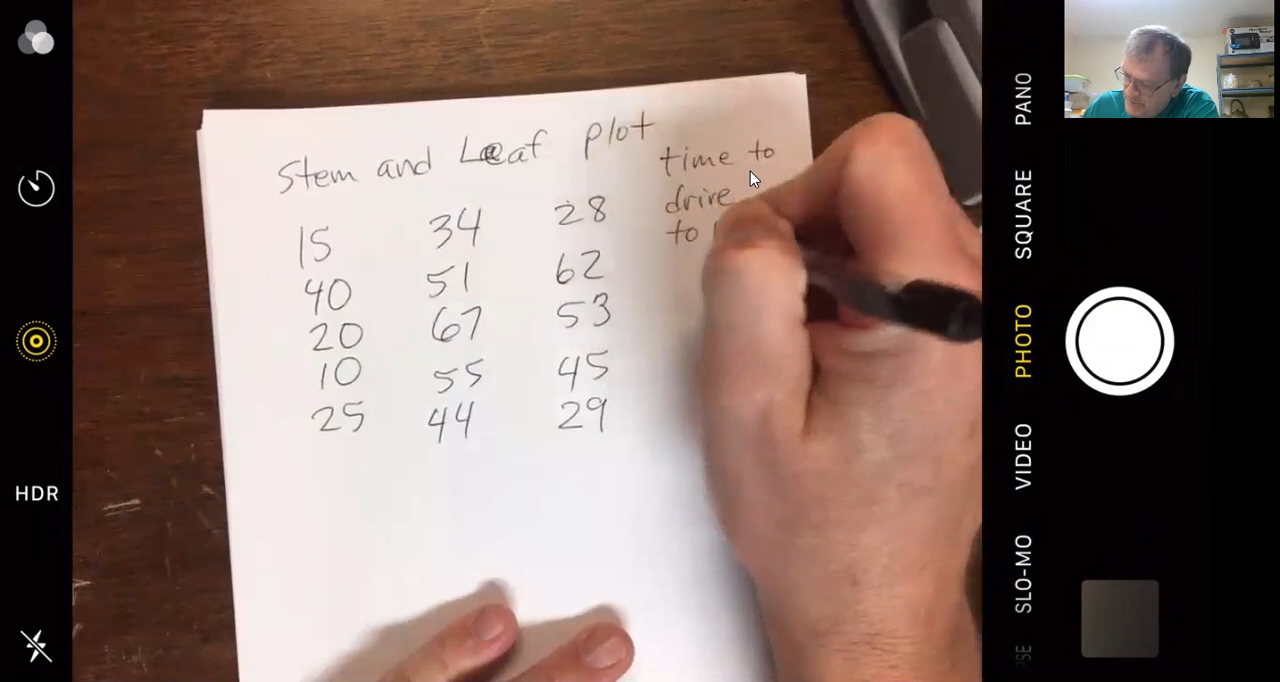 Stem and Leaf plot
time to
drive
to
15 34 28
40 51 62
20 67 53
10 55 45
25 44 29
HDR
PANO
SQUARE
PHOTO
VIDEO
SLO-MO